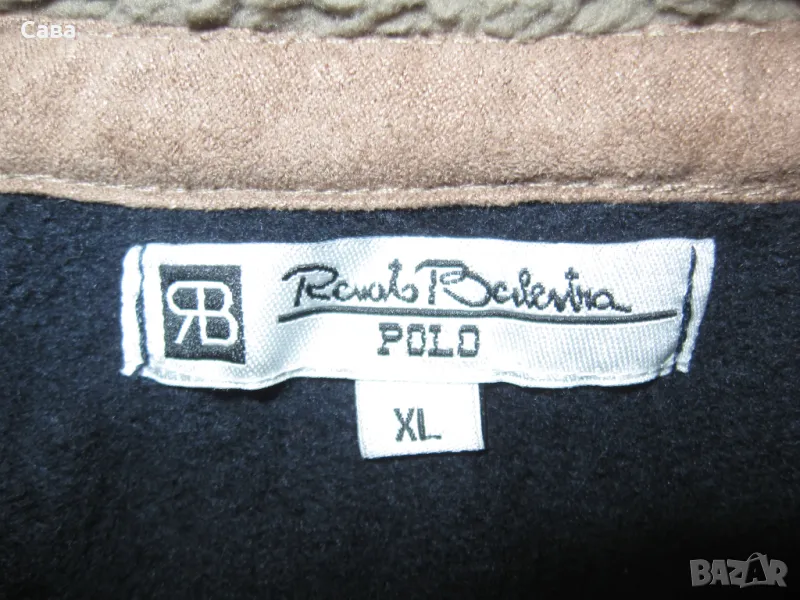 Сава
RB Renato Balestra
POLO
XL
BAZAR